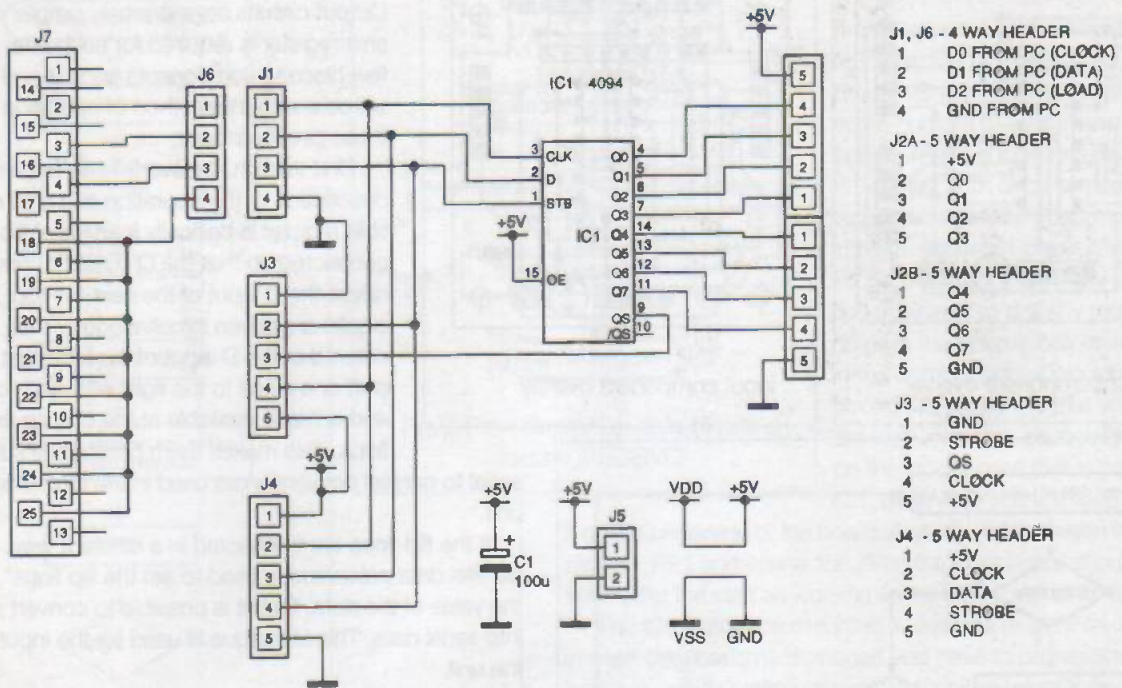 J7
1
14
2
15
3
16
4
17
5
18
6
19
7
20
8
21
9
22
10
23
11
24
12
25
13
J6
1
2
3
4
J1
1
2
3
4
J3
1
2
3
4
5
+5V
J4
1
2
3
4
5
IC1 4094
3 CLK
2 D
1 STB
+5V
15 OE
IC1
Q0 4
Q1 5
Q2 6
Q3 7
Q4 14
Q5 13
Q6 12
Q7 11
QS 9
/QS 10
+5V
5
4
3
2
1
1
2
3
4
5
+5V
+
C1
100u
+5V
J5
1
2
VDD +5V
VSS GND
J1, J6 - 4 WAY HEADER
1 D0 FROM PC (CLOCK)
2 D1 FROM PC (DATA)
3 D2 FROM PC (LOAD)
4 GND FROM PC
J2A - 5 WAY HEADER
1 +5V
2 Q0
3 Q1
4 Q2
5 Q3
J2B - 5 WAY HEADER
1 Q4
2 Q5
3 Q6
4 Q7
5 GND
J3 - 5 WAY HEADER
1 GND
2 STROBE
3 QS
4 CLOCK
5 +5V
J4 - 5 WAY HEADER
1 +5V
2 CLOCK
3 DATA
4 STROBE
5 GND